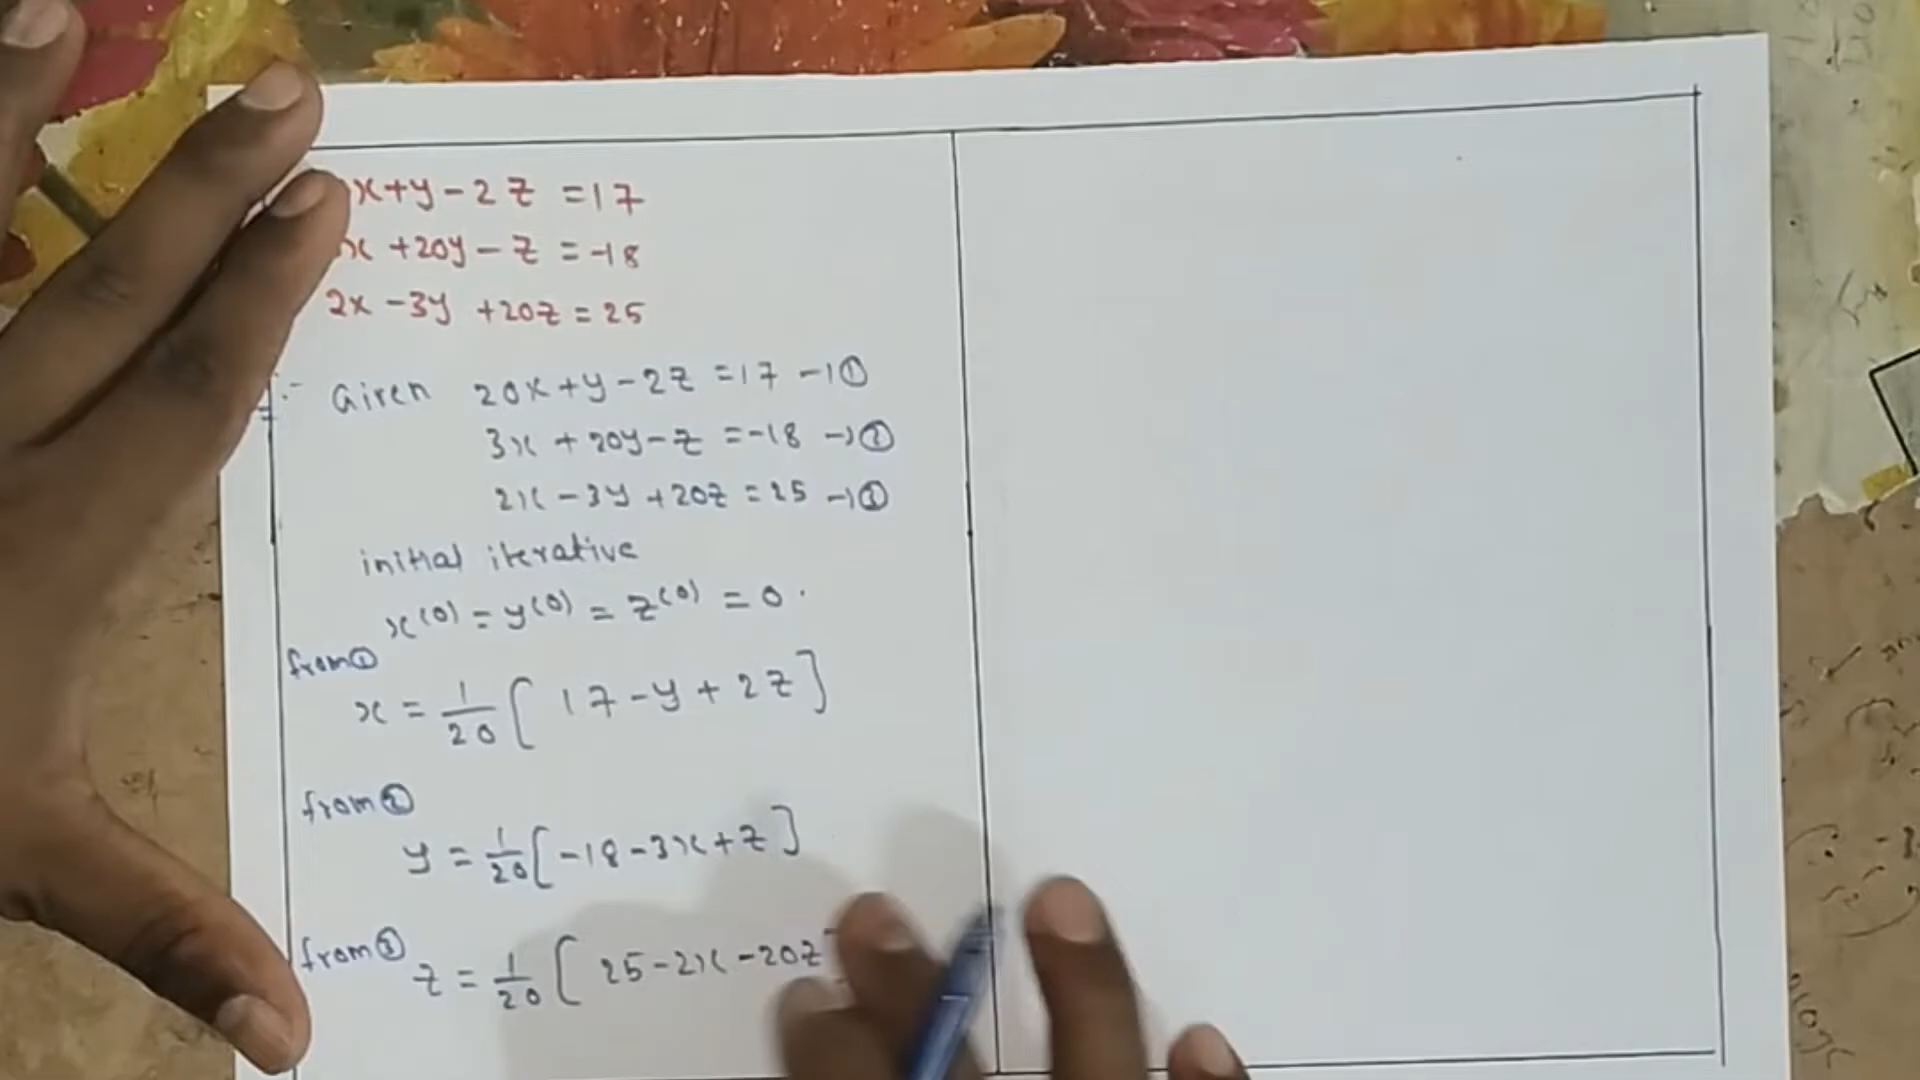 x+y-2z =17
x +20y-z =-18
2x -3y +20z=25
Given 20x+y-2z =17 -1①
3x + 20y-z =-18 →②
2x -3y +20z =25 →③
initial iterative
x(0) = y(0) = z(0) = 0.
from①
x = 1/20 [ 17-y+2z]
from②
y = 1/20 [-18-3x+z]
from③
z = 1/20 [ 25-2x-20z